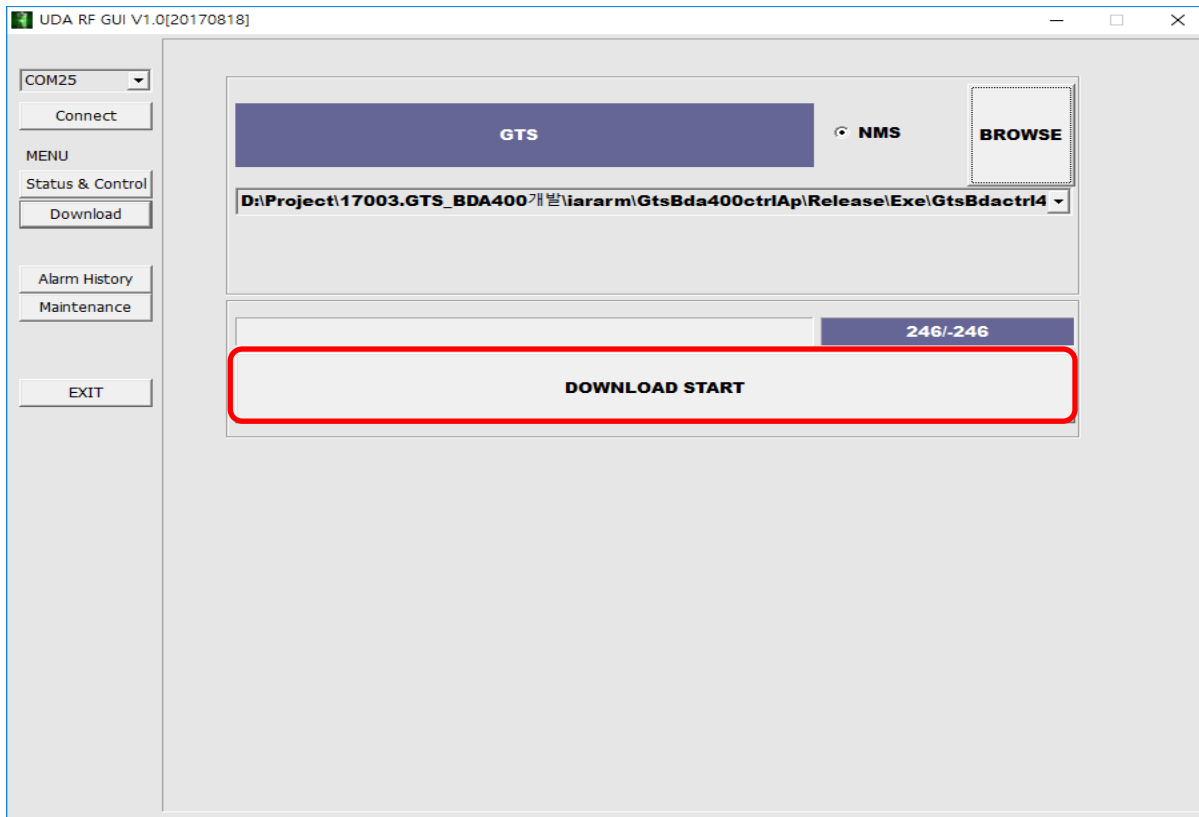 UDA RF GUI V1.0[20170818]
COM25
Connect
MENU
Status & Control
Download
Alarm History
Maintenance
EXIT
GTS
NMS
BROWSE
D:\Project\17003.GTS_BDA400개발\iararm\GtsBda400ctrlAp\Release\Exe\GtsBdactrl4
246/-246
DOWNLOAD START